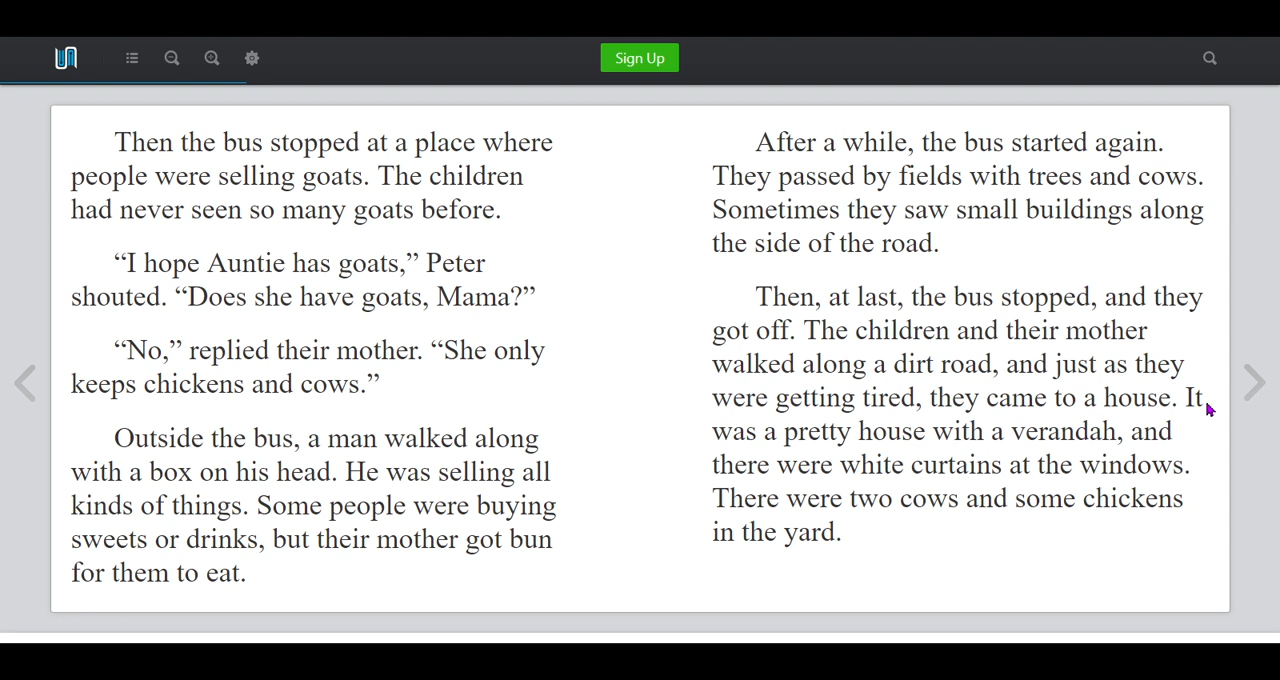 Sign Up
Then the bus stopped at a place where
people were selling goats. The children
had never seen so many goats before.
“I hope Auntie has goats,” Peter
shouted. “Does she have goats, Mama?”
“No,” replied their mother. “She only
keeps chickens and cows.”
Outside the bus, a man walked along
with a box on his head. He was selling all
kinds of things. Some people were buying
sweets or drinks, but their mother got bun
for them to eat.
After a while, the bus started again.
They passed by fields with trees and cows.
Sometimes they saw small buildings along
the side of the road.
Then, at last, the bus stopped, and they
got off. The children and their mother
walked along a dirt road, and just as they
were getting tired, they came to a house. It
was a pretty house with a verandah, and
there were white curtains at the windows.
There were two cows and some chickens
in the yard.